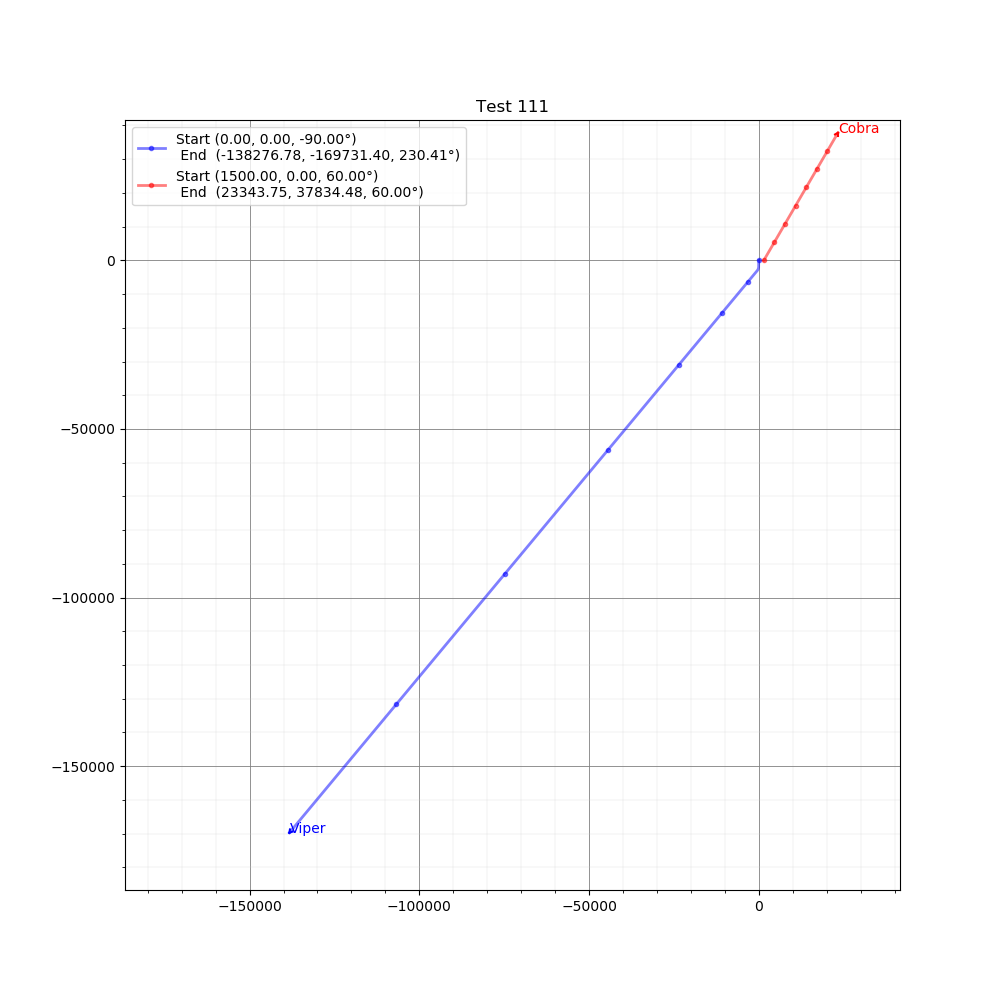 Test 111
Start (0.00, 0.00, -90.00°)
End  (-138276.78, -169731.40, 230.41°)
Start (1500.00, 0.00, 60.00°)
End  (23343.75, 37834.48, 60.00°)
Cobra
0
−50000
−100000
−150000
Viper
−150000
−100000
−50000
0